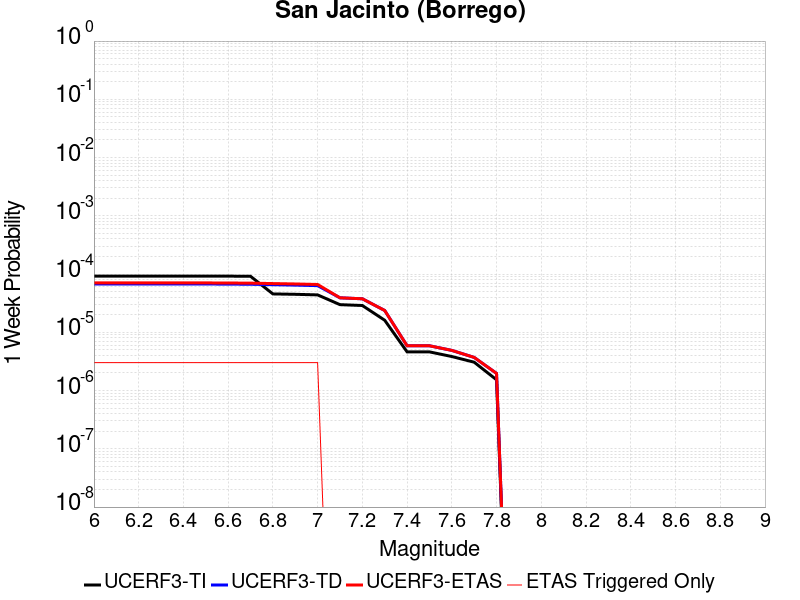 San Jacinto (Borrego)
10 0
10 -1
10 -2
10 -3
10 -4
10 -5
10 -6
10 -7
10 -8
1 Week Probability
6 6.2 6.4 6.6 6.8 7 7.2 7.4 7.6 7.8 8 8.2 8.4 8.6 8.8 9
Magnitude
UCERF3-TI UCERF3-TD UCERF3-ETAS ETAS Triggered Only